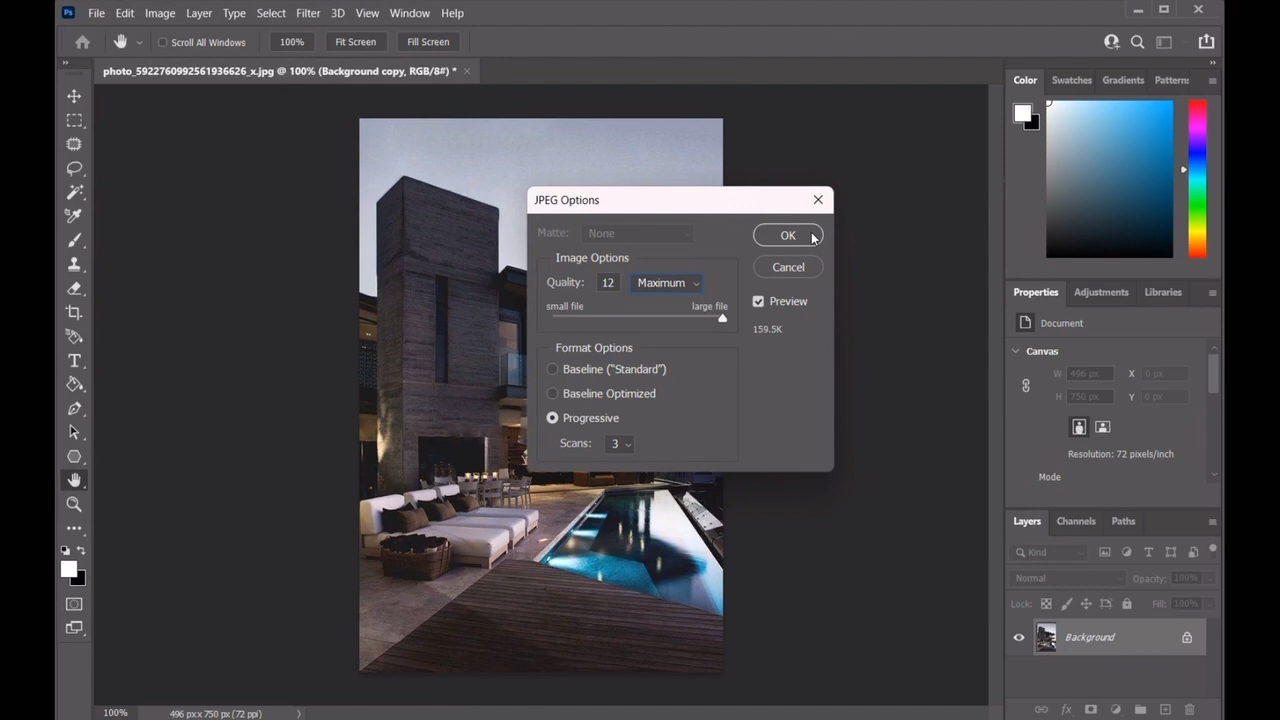 Ps File Edit Image Layer Type Select Filter 3D View Window Help
Scroll All Windows 100% Fit Screen Fill Screen
photo_5922760992561936626_x.jpg @ 100% (Background copy, RGB/8#) *
Color Swatches Gradients Patterns
JPEG Options
Matte: None
OK
Image Options
Cancel
Quality: 12 Maximum
Preview
small file large file
159.5K
Format Options
Baseline ("Standard")
Baseline Optimized
Progressive
Scans: 3
Properties Adjustments Libraries
Document
Canvas
W 496 px X 0 px
H 750 px Y 0 px
Resolution: 72 pixels/inch
Mode
Layers Channels Paths
Kind
Normal Opacity: 100%
Lock: Fill: 100%
Background
fx
100% 496 px x 750 px (72 ppi)